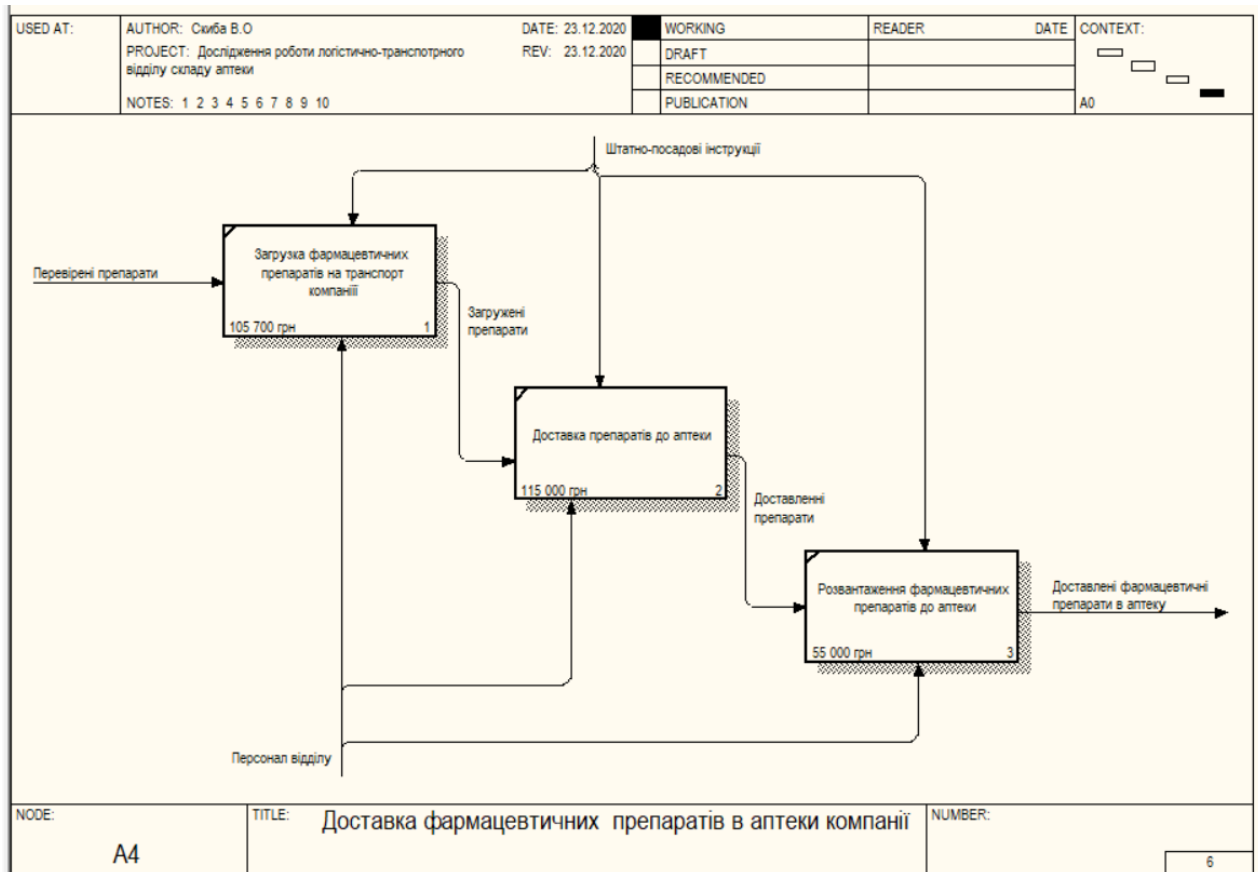 USED AT:
AUTHOR: Скиба В.О
DATE: 23.12.2020
PROJECT: Дослідження роботи логістично-транспотрного
REV: 23.12.2020
відділу складу аптеки
NOTES: 1 2 3 4 5 6 7 8 9 10
WORKING
DRAFT
RECOMMENDED
PUBLICATION
READER
DATE
CONTEXT:
A0
Штатно-посадові інструкції
Перевірені препарати
Загрузка фармацевтичних
препаратів на транспорт
компаніїї
105 700 грн
1
Загружені
препарати
Доставка препаратів до аптеки
115 000 грн
2
Доставленні
препарати
Розвантаження фармацевтичних
препаратів до аптеки
55 000 грн
3
Доставлені фармацевтичні
препарати в аптеку
Персонал відділу
NODE:
A4
TITLE:
Доставка фармацевтичних препаратів в аптеки компанії
NUMBER:
6